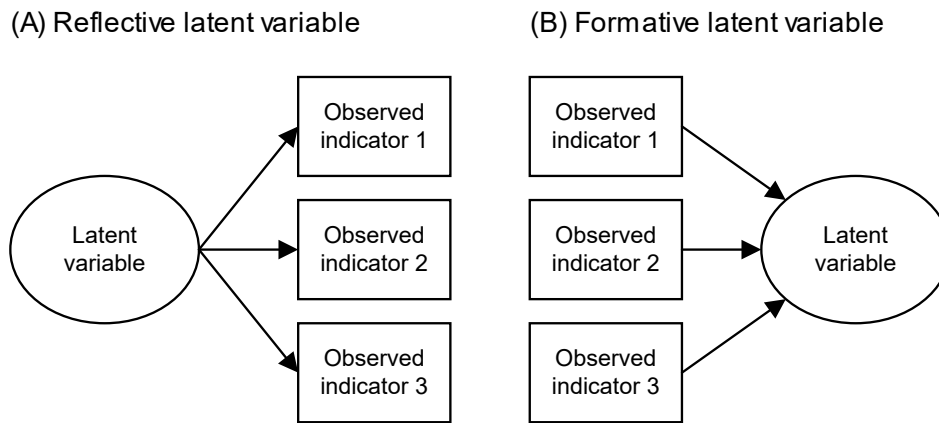 (A) Reflective latent variable
Latent
variable
Observed
indicator 1
Observed
indicator 2
Observed
indicator 3
(B) Formative latent variable
Observed
indicator 1
Observed
indicator 2
Observed
indicator 3
Latent
variable